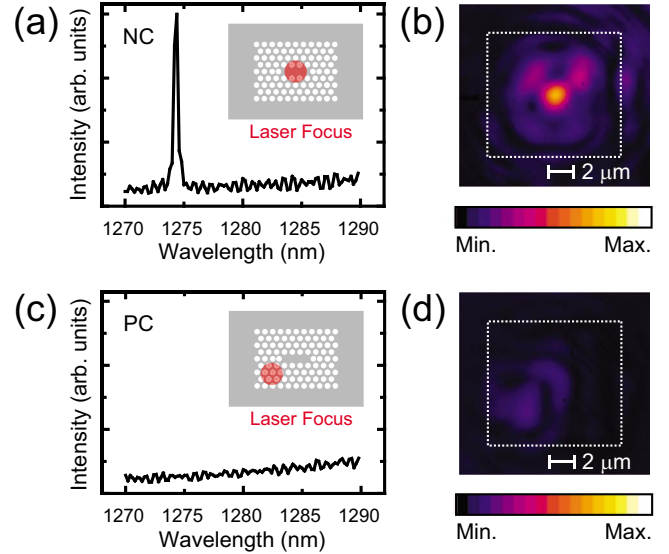 (a)
NC
Intensity (arb. units)
Laser Focus
1270 1275 1280 1285 1290
Wavelength (nm)
(b)
2 μm
Min. Max.
(c)
PC
Intensity (arb. units)
Laser Focus
1270 1275 1280 1285 1290
Wavelength (nm)
(d)
2 μm
Min. Max.